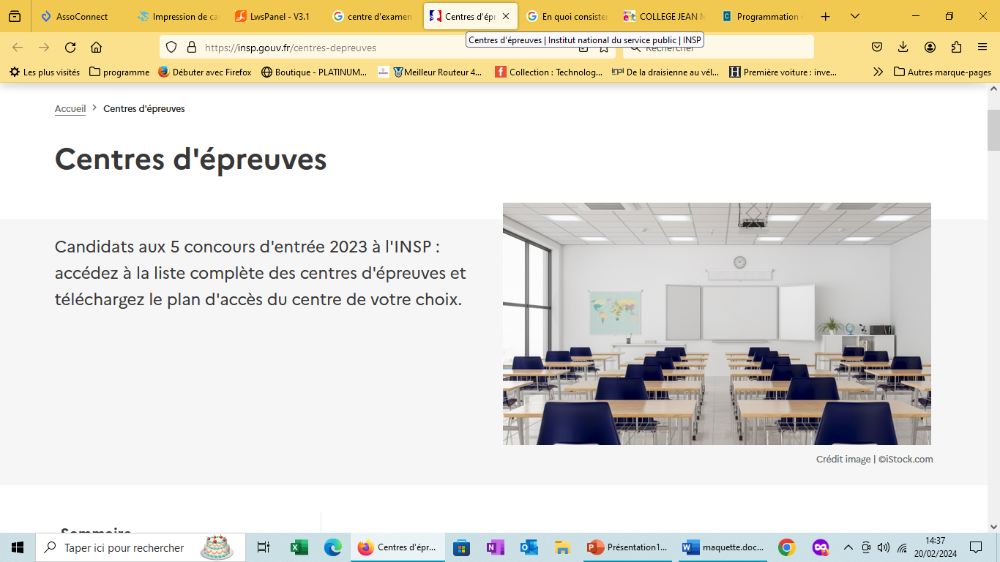 AssoConnect
Impression de ca
LwsPanel - V3.1
centre d'examen
Centres d'épr
En quoi consister
COLLEGE JEAN M
Programmation 4
Centres d'épreuves | Institut national du service public | INSP
https://insp.gouv.fr/centres-depreuves
Rechercher
Les plus visités
programme
Débuter avec Firefox
Boutique - PLATINUM...
Meilleur Routeur 4...
Collection : Technolog...
De la draisienne au vél...
Première voiture : inve...
Autres marque-pages
Accueil > Centres d'épreuves
Centres d'épreuves
Candidats aux 5 concours d'entrée 2023 à l'INSP :
accédez à la liste complète des centres d'épreuves et
téléchargez le plan d'accès du centre de votre choix.
Crédit image | ©iStock.com
Sommaire
Taper ici pour rechercher
Centres d'épr...
Présentation1...
maquette.doc...
14:37
20/02/2024